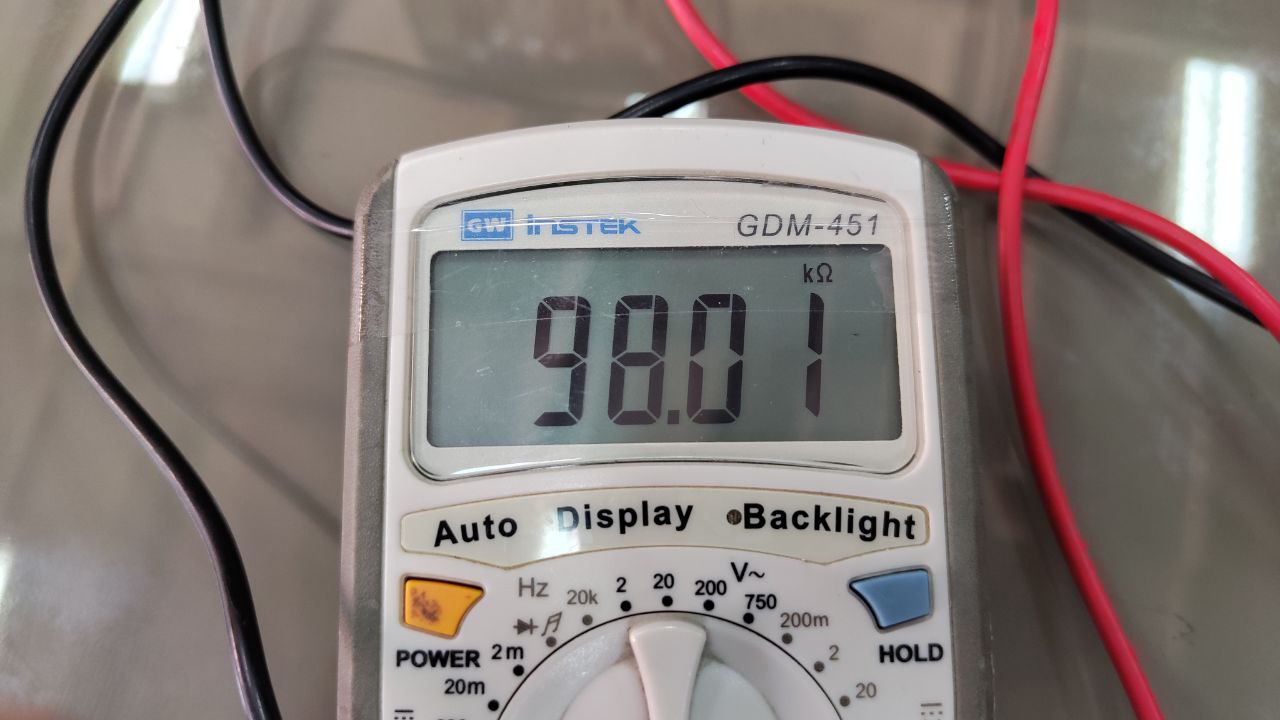 GW INSTEK GDM-451
kΩ
98.01
Auto Display Backlight
Hz 20k 2 20 200 V~ 750 200m 2 20
POWER 2m HOLD
20m